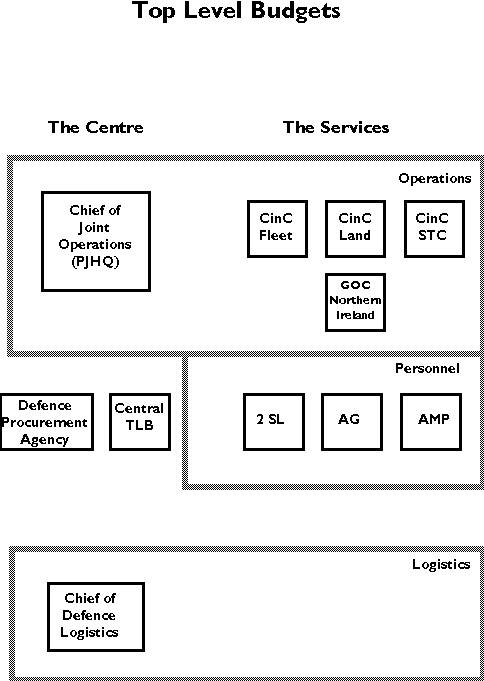 Top Level Budgets
The Centre
The Services
Operations
Chief of
Joint
Operations
(PJHQ)
CinC
Fleet
CinC
Land
CinC
STC
GOC
Northern
Ireland
Personnel
Defence
Procurement
Agency
Central
TLB
2 SL
AG
AMP
Logistics
Chief of
Defence
Logistics